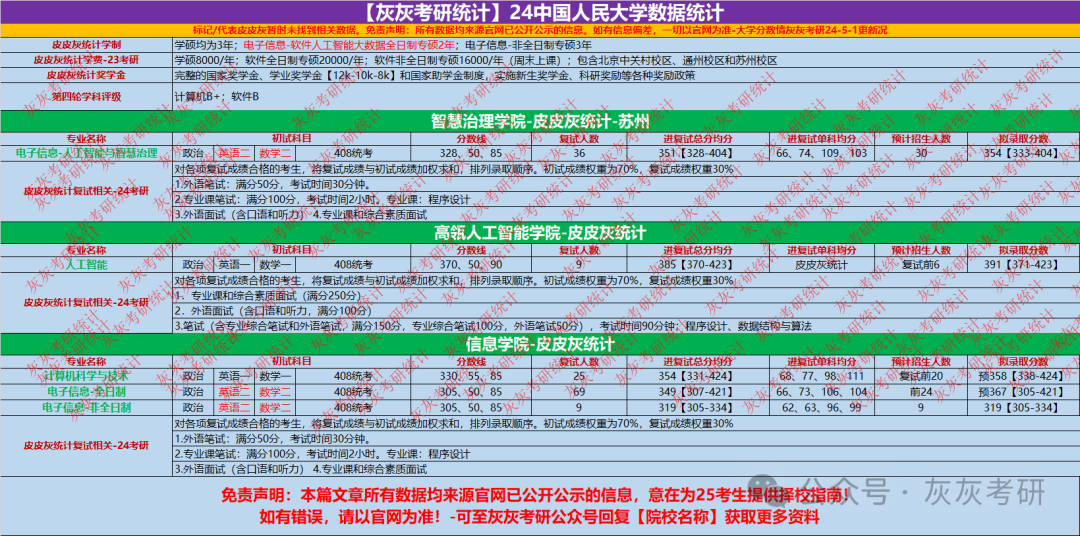 【灰灰考研统计】24中国人民大学数据统计
标记/代表皮皮灰暂时未找到相关数据。免责声明：所有数据均来源官网已公开公示的信息。如有信息偏差，一切以官网为准-大学分数情灰灰考研24-5-1更新况
皮皮灰统计学制 学硕均为3年；电子信息-软件人工智能大数据全日制专硕2年；电子信息-非全日制专硕3年
皮皮灰统计学费-23考研 学硕8000/年；软件全日制专硕20000/年；软件非全日制专硕16000/年（周末上课）；包含北京中关村校区、通州校区和苏州校区
皮皮灰统计奖学金 完整的国家奖学金、学业奖学金【12k-10k-8k】和国家助学金制度，实施新生奖学金、科研奖励等各种奖励政策
第四轮学科评级 计算机B+；软件B
智慧治理学院-皮皮灰统计-苏州
专业名称 初试科目 分数线 复试人数 进复试总分均分 进复试单科均分 预计招生人数 拟录取分数
电子信息-人工智能与智慧治理 政治 英语二 数学二 408统考 328、50、85 36 351【328-404】 66、74、109、103 30 354【333-404】
皮皮灰统计复试相关-24考研
对各项复试成绩合格的考生，将复试成绩与初试成绩加权求和，排列录取顺序。初试成绩权重为70%，复试成绩权重30%
1.外语笔试：满分50分，考试时间30分钟。
2.专业课笔试：满分100分，考试时间2小时。专业课：程序设计
3.外语面试（含口语和听力） 4.专业课和综合素质面试
高瓴人工智能学院-皮皮灰统计
专业名称 初试科目 分数线 复试人数 进复试总分均分 进复试单科均分 预计招生人数 拟录取分数
人工智能 政治 英语一 数学一 408统考 370、50、90 9 385【370-423】 皮皮灰统计 复试前6 391【371-423】
皮皮灰统计复试相关-24考研
对各项复试成绩合格的考生，将复试成绩与初试成绩加权求和，排列录取顺序。初试成绩权重为70%，复试成绩权重30%
1．专业课和综合素质面试（满分250分）
2．外语面试（含口语和听力，满分100分）
3.笔试（含专业综合笔试和外语笔试，满分150分，专业综合笔试100分，外语笔试50分），考试时间90分钟；程序设计、数据结构与算法
信息学院-皮皮灰统计
专业名称 初试科目 分数线 复试人数 进复试总分均分 进复试单科均分 预计招生人数 拟录取分数
计算机科学与技术 政治 英语一 数学一 408统考 330、55、85 25 354【331-424】 68、77、98、111 复试前20 预358【338-424】
电子信息-全日制 政治 英语二 数学二 408统考 305、50、85 69 349【307-421】 66、73、106、104 前24 预367【305-421】
电子信息-非全日制 政治 英语二 数学二 408统考 305、50、85 9 319【305-334】 62、63、96、99 9 319【305-334】
皮皮灰统计复试相关-24考研
对各项复试成绩合格的考生，将复试成绩与初试成绩加权求和，排列录取顺序。初试成绩权重为70%，复试成绩权重30%
1.外语笔试：满分50分，考试时间30分钟。
2.专业课笔试：满分100分，考试时间2小时。专业课：程序设计
3.外语面试（含口语和听力） 4.专业课和综合素质面试
免责声明：本篇文章所有数据均来源官网已公开公示的信息，意在为25考生提供择校指南！
如有错误，请以官网为准！-可至灰灰考研公众号回复【院校名称】获取更多资料
公众号·灰灰考研